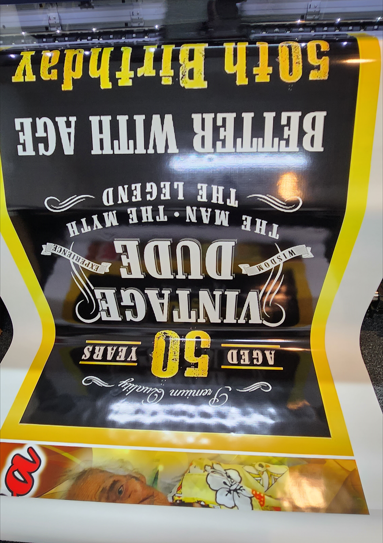 Premium Quality
AGED 50 YEARS
VINTAGE
WISDOM DUDE EXPERIENCE
THE MAN • THE MYTH
THE LEGEND
BETTER WITH AGE
50th Birthday
a